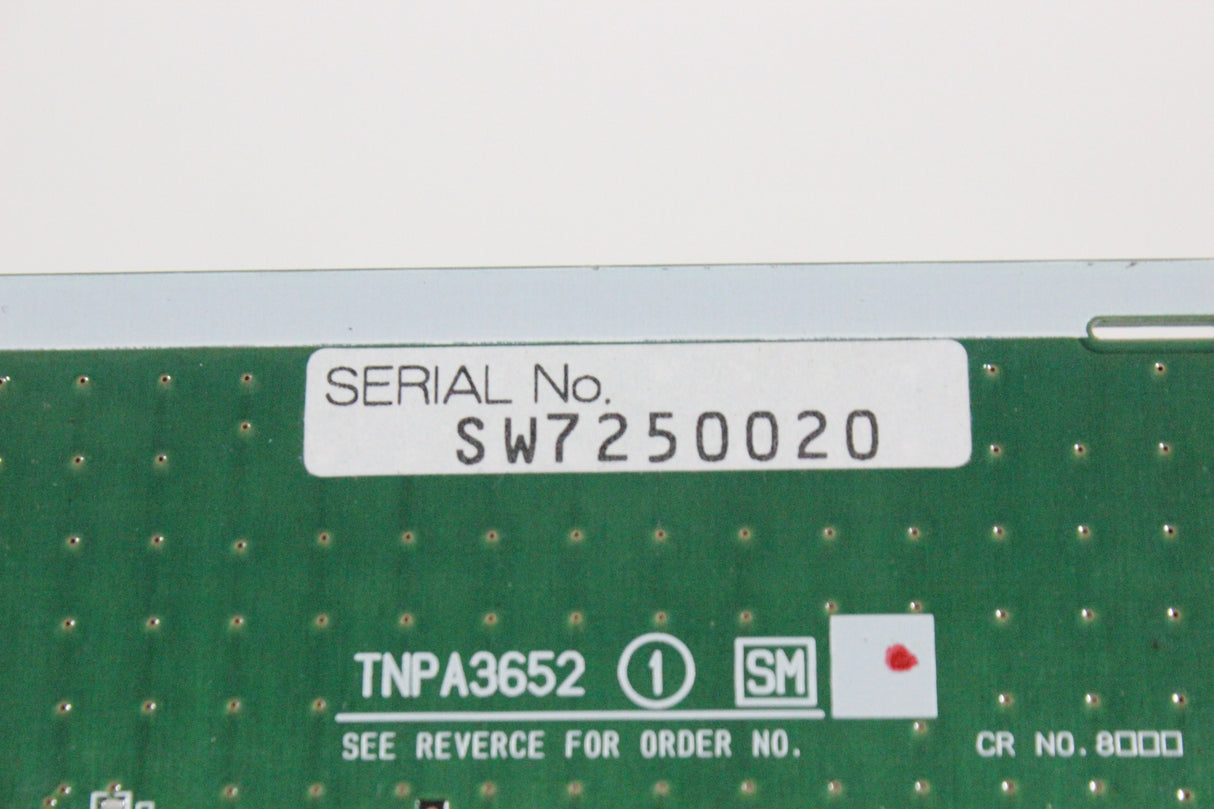 SERIAL No.
SW7250020
TNPA3652 1 SM
SEE REVERCE FOR ORDER NO.
CR NO.8□□□